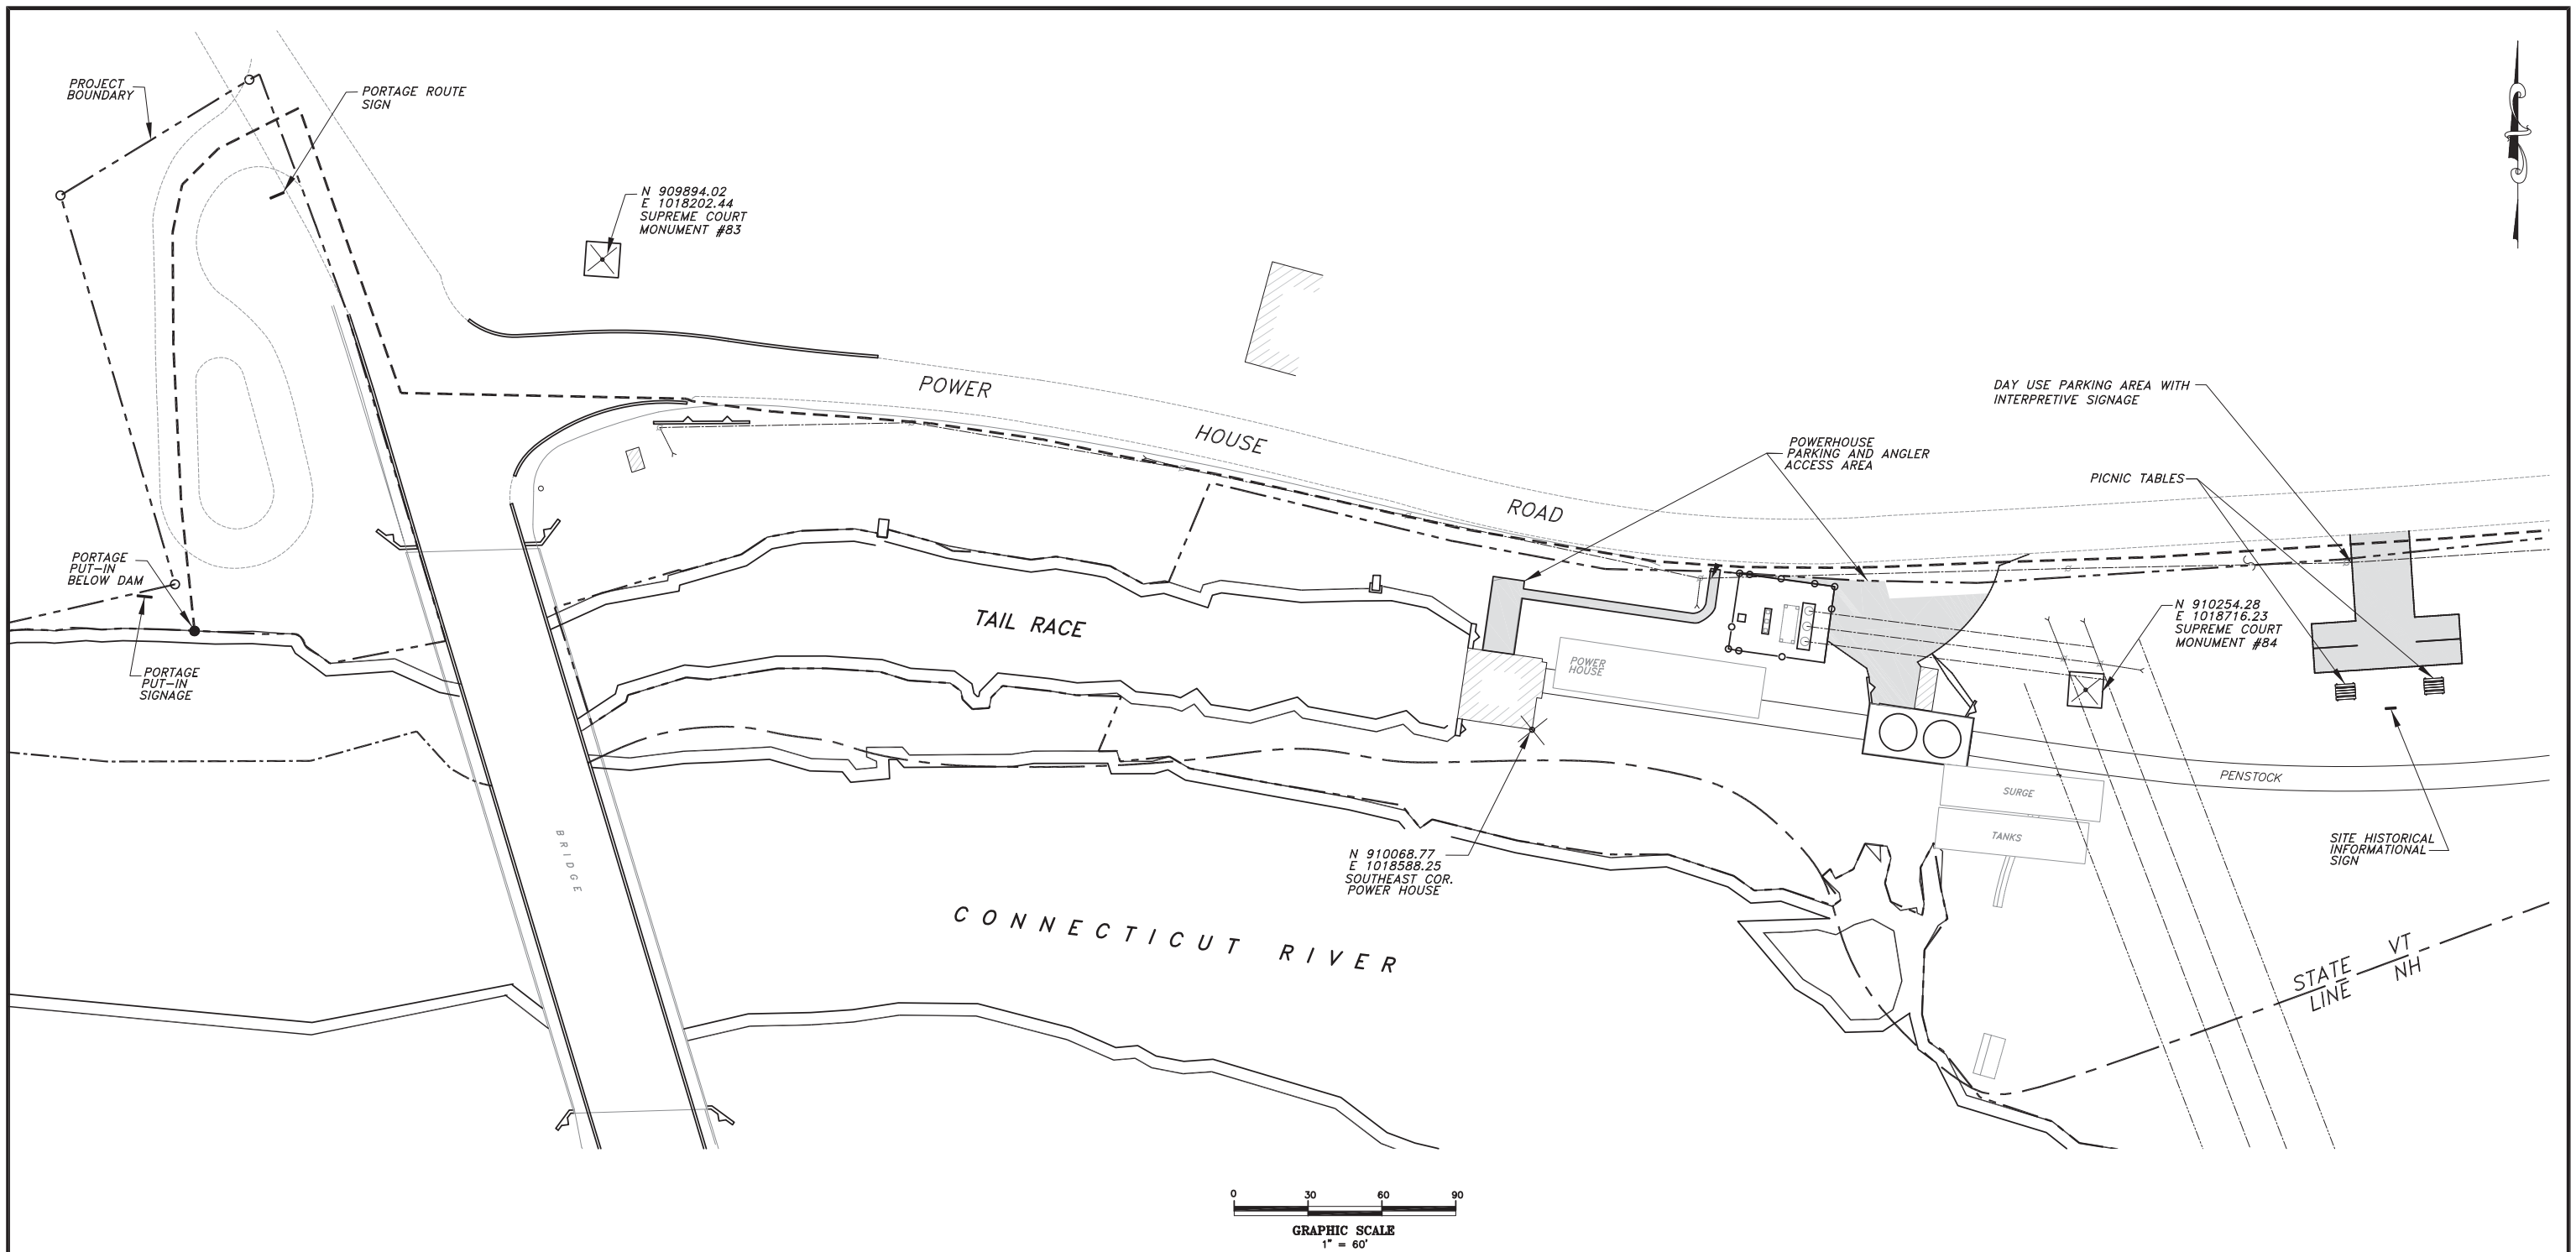 PROJECT
BOUNDARY
PORTAGE ROUTE
SIGN
N 909894.02
E 1018202.44
SUPREME COURT
MONUMENT #83
POWER
HOUSE
ROAD
DAY USE PARKING AREA WITH
INTERPRETIVE SIGNAGE
POWERHOUSE
PARKING AND ANGLER
ACCESS AREA
PICNIC TABLES
PORTAGE
PUT-IN
BELOW DAM
PORTAGE
PUT-IN
SIGNAGE
TAIL RACE
POWER
HOUSE
N 910254.28
E 1018716.23
SUPREME COURT
MONUMENT #84
PENSTOCK
SURGE
TANKS
SITE HISTORICAL
INFORMATIONAL
SIGN
N 910068.77
E 1018588.25
SOUTHEAST COR.
POWER HOUSE
BRIDGE
CONNECTICUT RIVER
STATE VT
LINE NH
0 30 60 90
GRAPHIC SCALE
1" = 60'